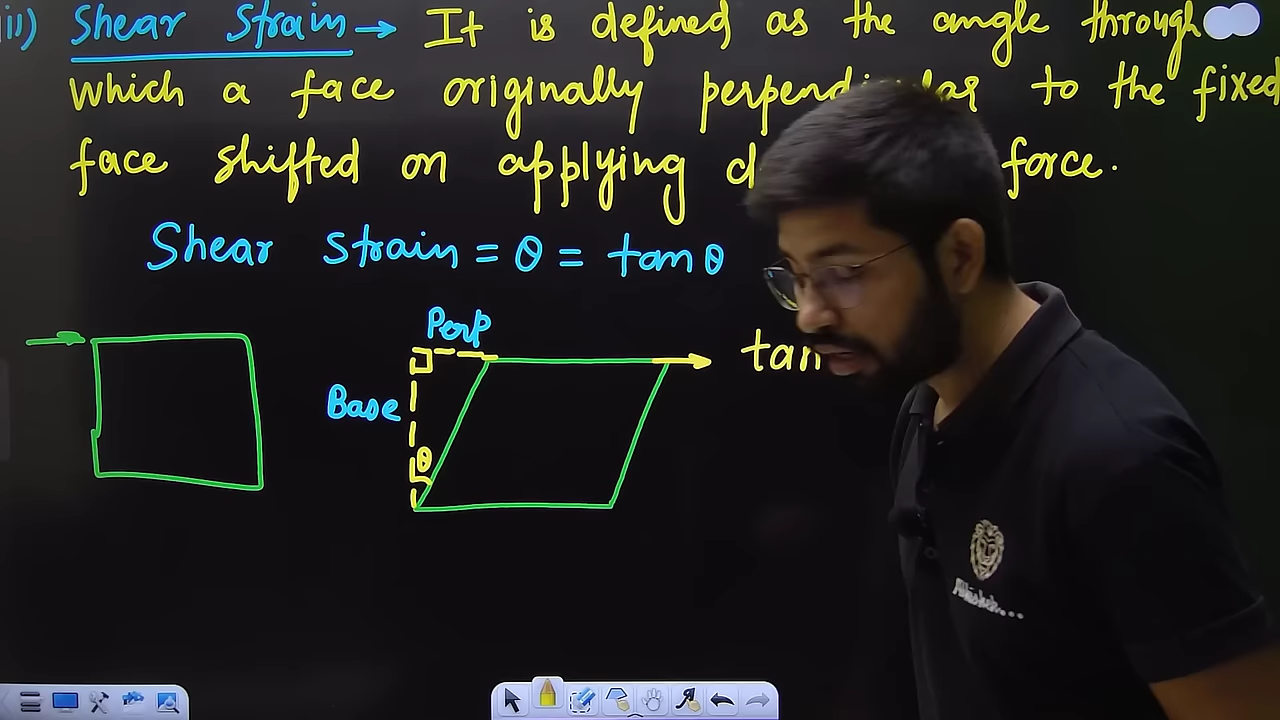 ii) Shear Strain → It is defined as the angle through
which a face originally perpendicular to the fixed
face shifted on applying force.
Shear strain = θ = tan θ
Perp
tan
Base
θ